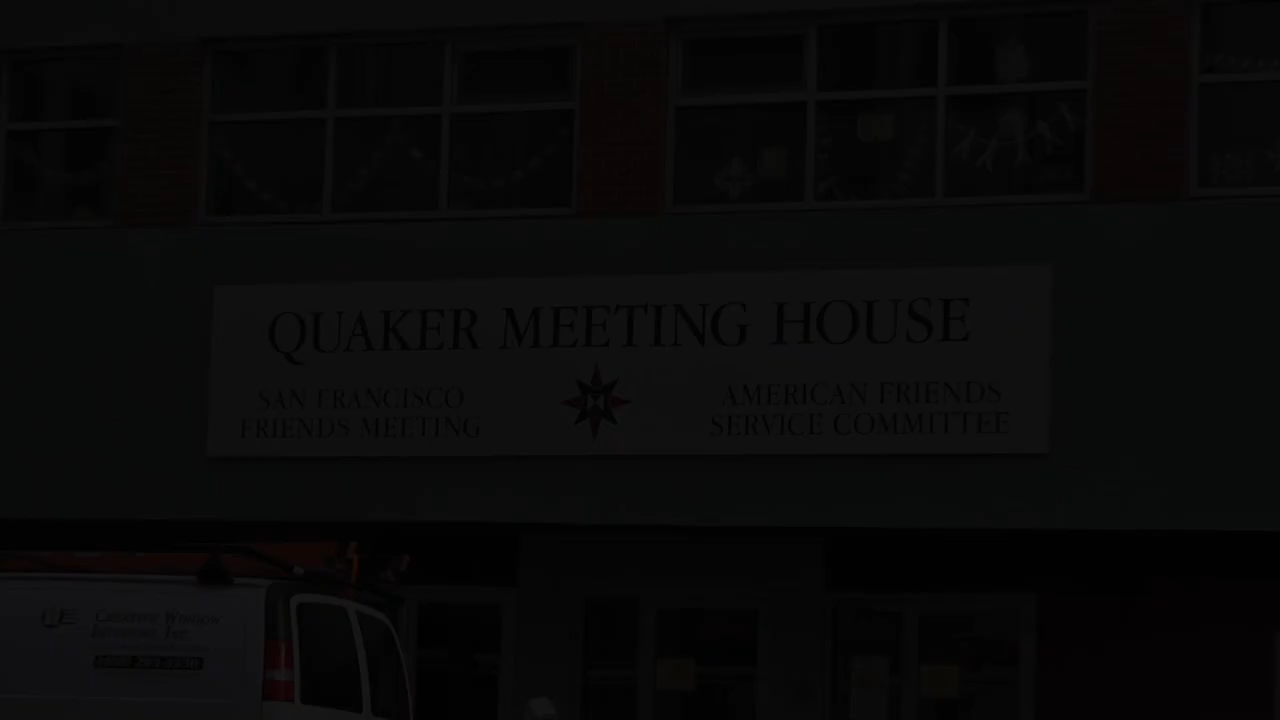 QUAKER MEETING HOUSE
SAN FRANCISCO
FRIENDS MEETING
AMERICAN FRIENDS
SERVICE COMMITTEE